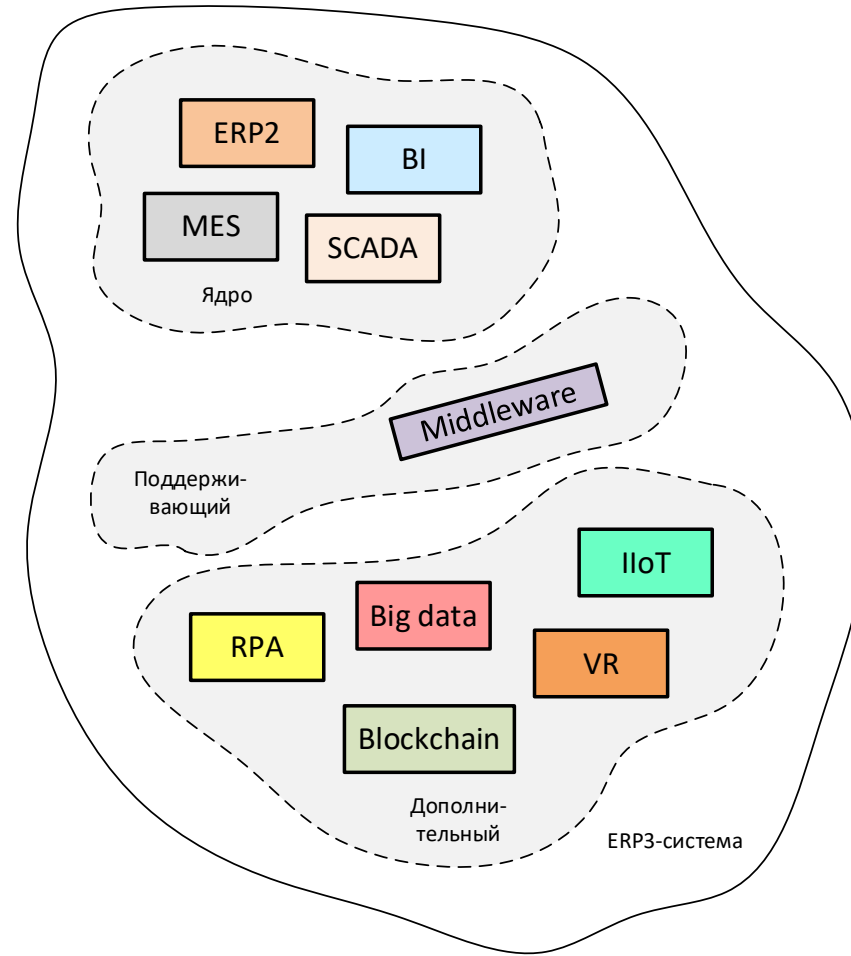 ERP2
BI
MES
SCADA
Ядро
Middleware
Поддержи-
вающий
IIoT
Big data
RPA
VR
Blockchain
Дополни-
тельный
ERP3-система